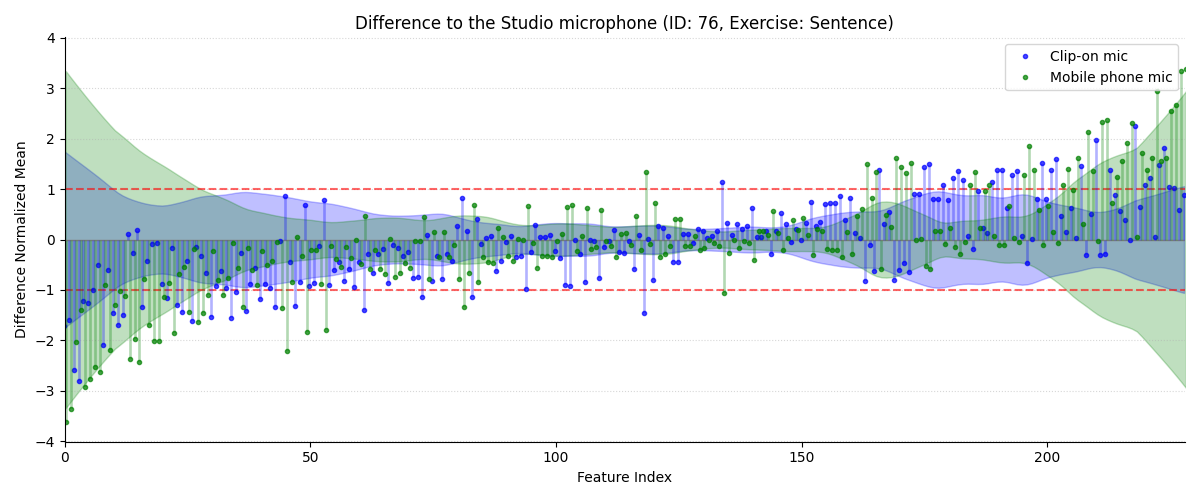 Difference to the Studio microphone (ID: 76, Exercise: Sentence)
Clip-on mic
Mobile phone mic
Difference Normalized Mean
4
3
2
1
0
−1
−2
−3
−4
0 50 100 150 200
Feature Index